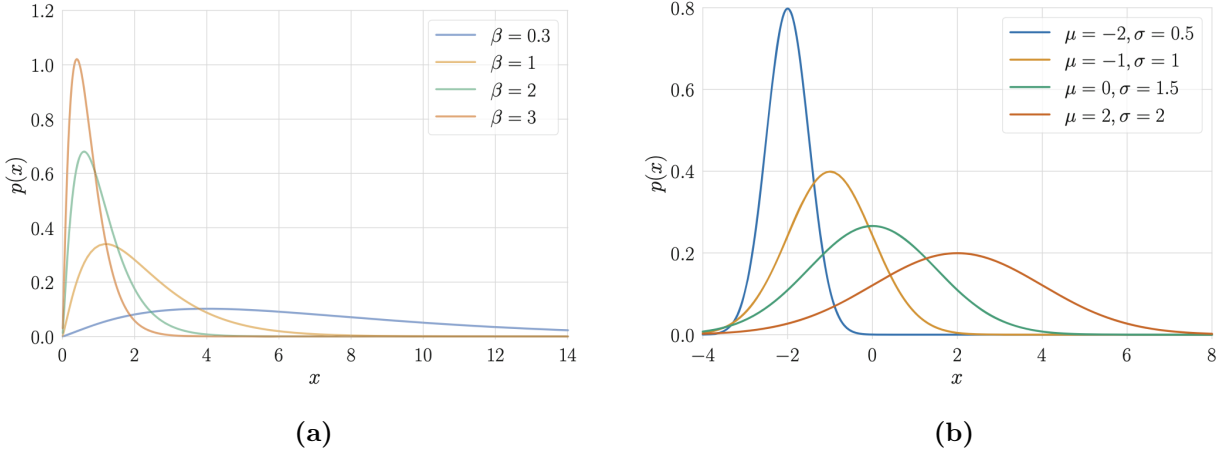 1.2
1.0
0.8
0.6
0.4
0.2
0.0
p(x)
0 2 4 6 8 10 12 14
x
β = 0.3
β = 1
β = 2
β = 3
(a)
0.8
0.6
0.4
0.2
0.0
p(x)
−4 −2 0 2 4 6 8
x
μ = −2, σ = 0.5
μ = −1, σ = 1
μ = 0, σ = 1.5
μ = 2, σ = 2
(b)